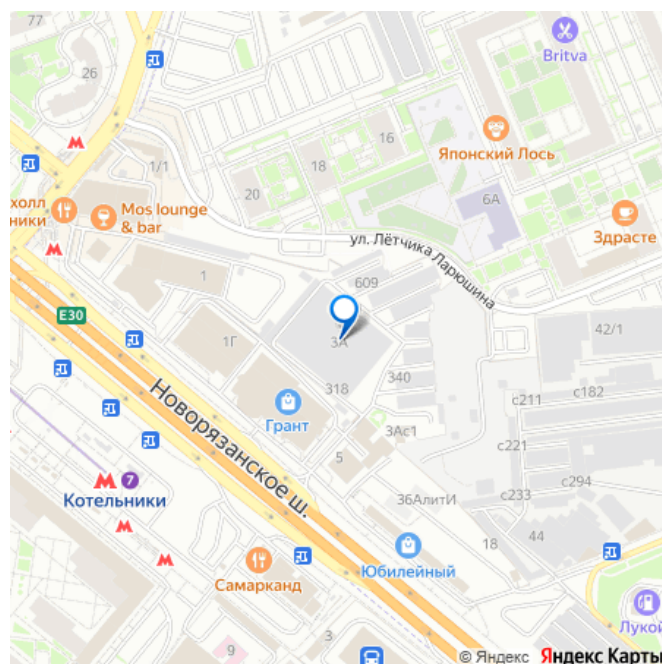 77
26
Britva
16
Японский Лось
1/1
18
20
6А
холл
ники
Mos lounge
& bar
Здрасте
ул. Лётчика Ларюшина
1
609
E30
42/1
1Г
3А
318
340
с182
с211
Грант
Новорязанское ш.
3Ас1
с221
5
7
Котельники
с233
с294
36АлитИ
18
44
Юбилейный
Самарканд
Лукой
9
3
© Яндекс Яндекс Карты